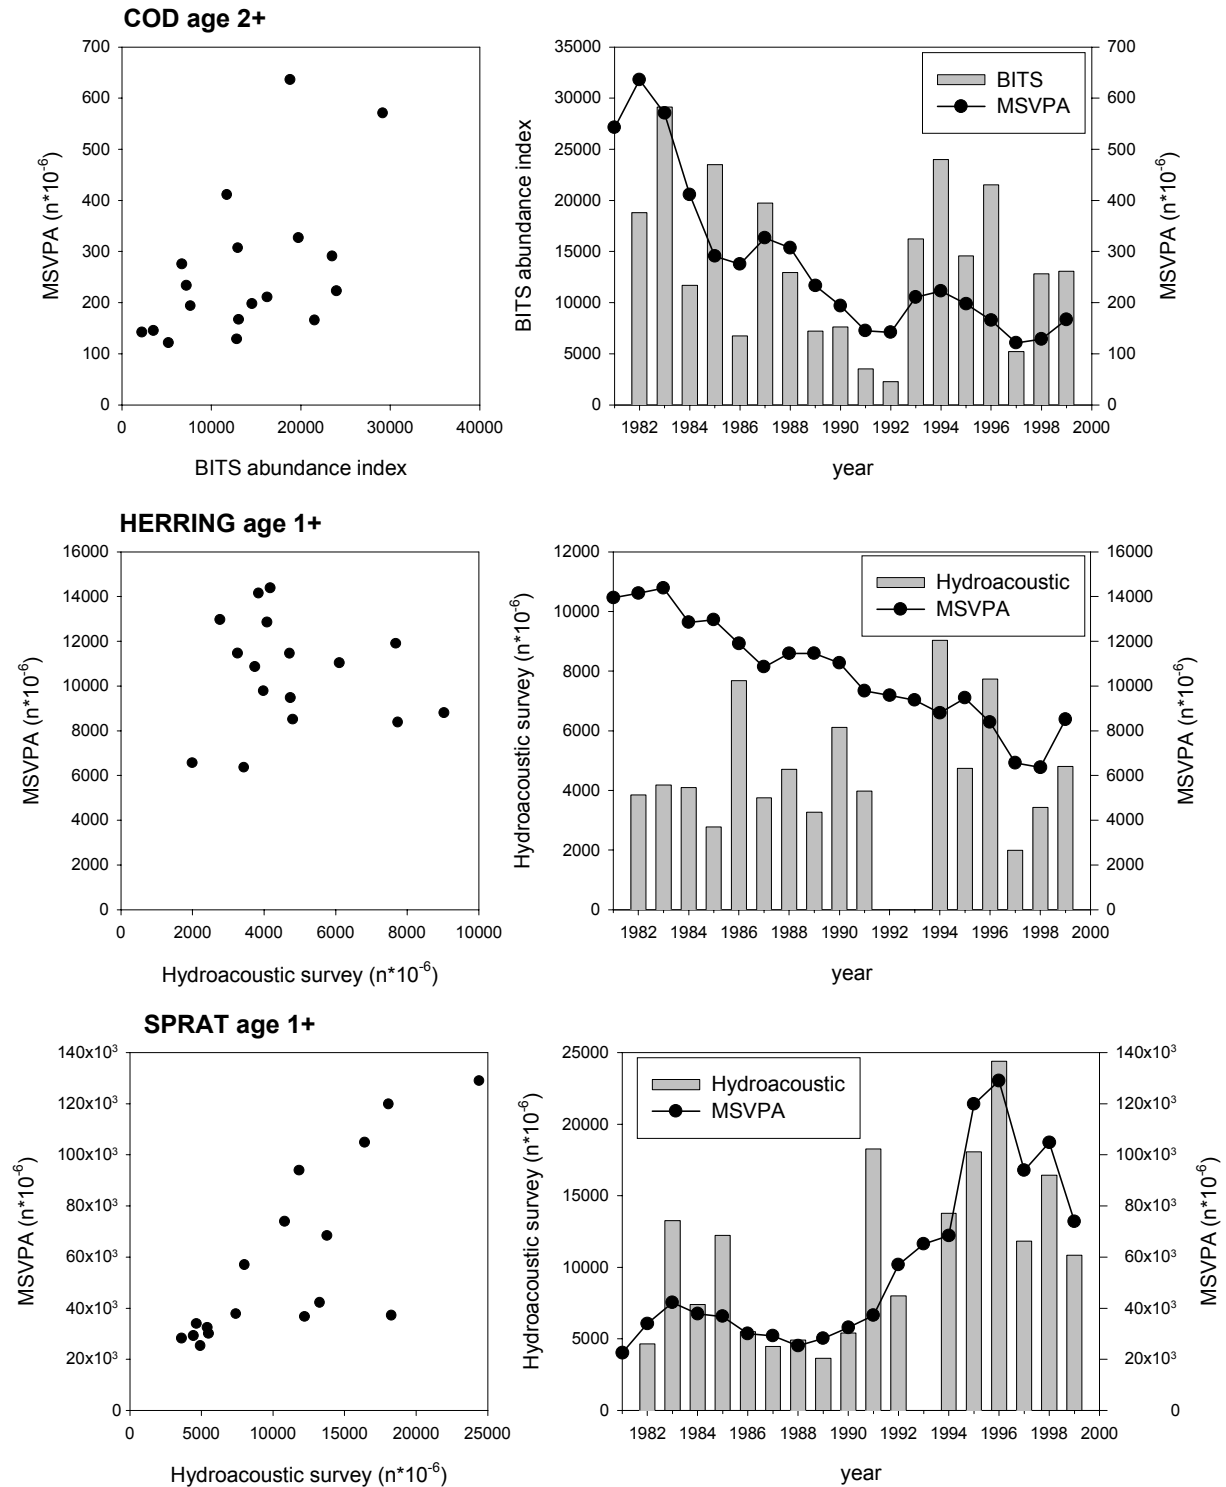 COD age 2+
700
600
500
400
300
200
100
0
MSVPA (n*10-6)
0 10000 20000 30000 40000
BITS abundance index
35000
30000
25000
20000
15000
10000
5000
0
BITS abundance index
BITS
MSVPA
700
600
500
400
300
200
100
0
MSVPA (n*10-6)
1982 1984 1986 1988 1990 1992 1994 1996 1998 2000
year
HERRING age 1+
16000
14000
12000
10000
8000
6000
4000
2000
0
MSVPA (n*10-6)
0 2000 4000 6000 8000 10000
Hydroacoustic survey (n*10-6)
12000
10000
8000
6000
4000
2000
0
Hydroacoustic survey (n*10-6)
Hydroacoustic
MSVPA
16000
14000
12000
10000
8000
6000
4000
2000
0
MSVPA (n*10-6)
1982 1984 1986 1988 1990 1992 1994 1996 1998 2000
year
SPRAT age 1+
140x103
120x103
100x103
80x103
60x103
40x103
20x103
0
MSVPA (n*10-6)
0 5000 10000 15000 20000 25000
Hydroacoustic survey (n*10-6)
25000
20000
15000
10000
5000
0
Hydroacoustic survey (n*10-6)
Hydroacoustic
MSVPA
140x103
120x103
100x103
80x103
60x103
40x103
20x103
0
MSVPA (n*10-6)
1982 1984 1986 1988 1990 1992 1994 1996 1998 2000
year